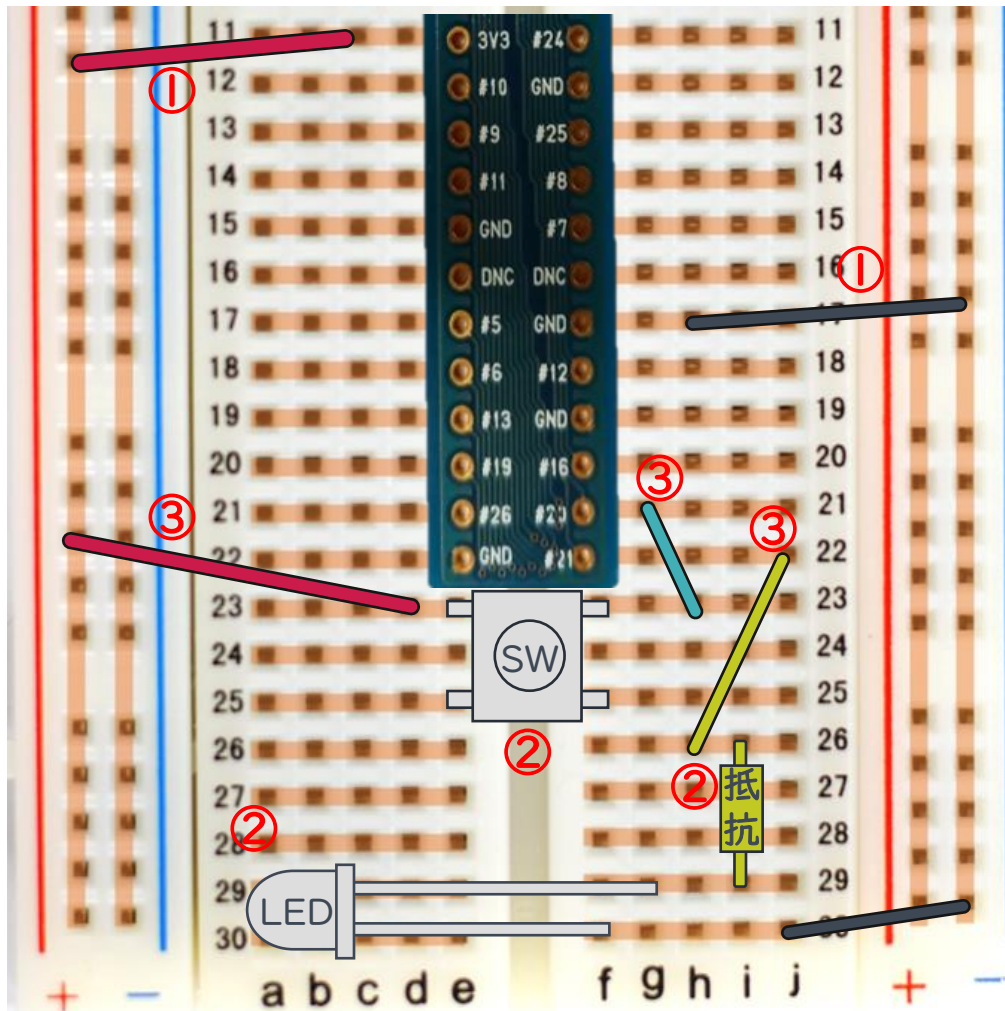 11 3V3 #24 11
① 12 #10 GND 12
13 #9 #25 13
14 #11 #8 14
15 GND #7 15
16 DNC DNC 16 ①
17 #5 GND 17
18 #6 #12 18
19 #13 GND 19
20 #19 #16 20
③ 21 #26 #20 ③ 21
22 GND #21 ③ 22
23 23
24 SW 24
25 25
26 ② 26
27 ② 抵 27
② 28 抗 28
29 29
LED
30 30
+ − a b c d e f g h i j + −